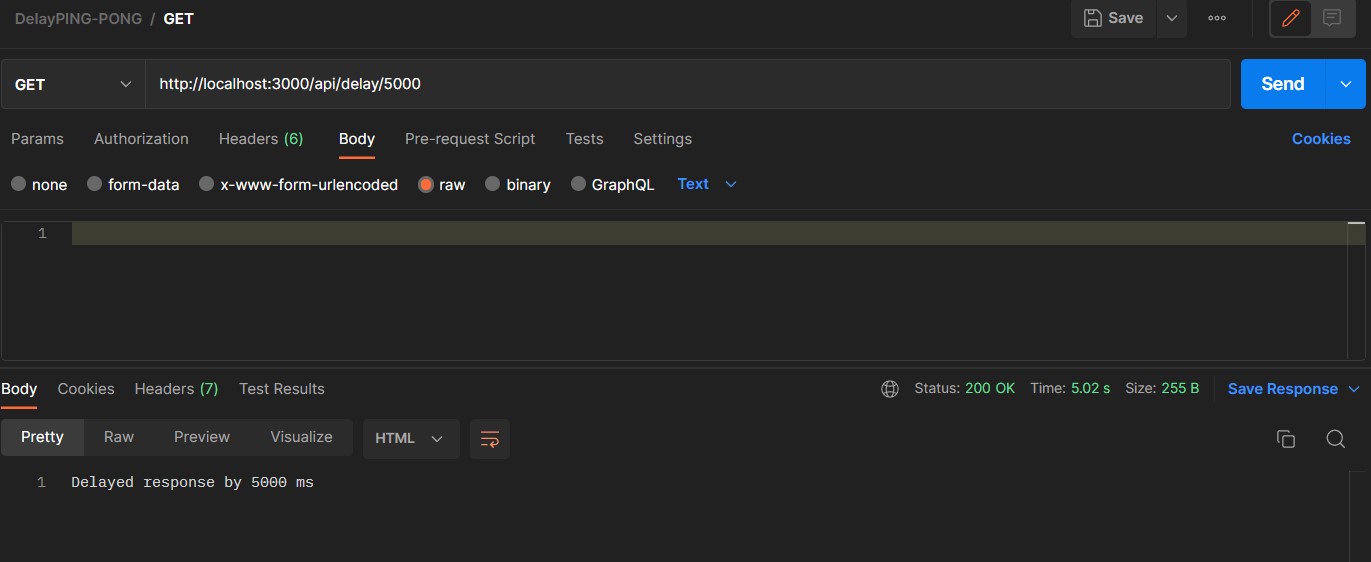 DelayPING-PONG / GET
Save
GET http://localhost:3000/api/delay/5000 Send
Params Authorization Headers (6) Body Pre-request Script Tests Settings Cookies
none form-data x-www-form-urlencoded raw binary GraphQL Text
1
Body Cookies Headers (7) Test Results Status: 200 OK Time: 5.02 s Size: 255 B Save Response
Pretty Raw Preview Visualize HTML
1 Delayed response by 5000 ms